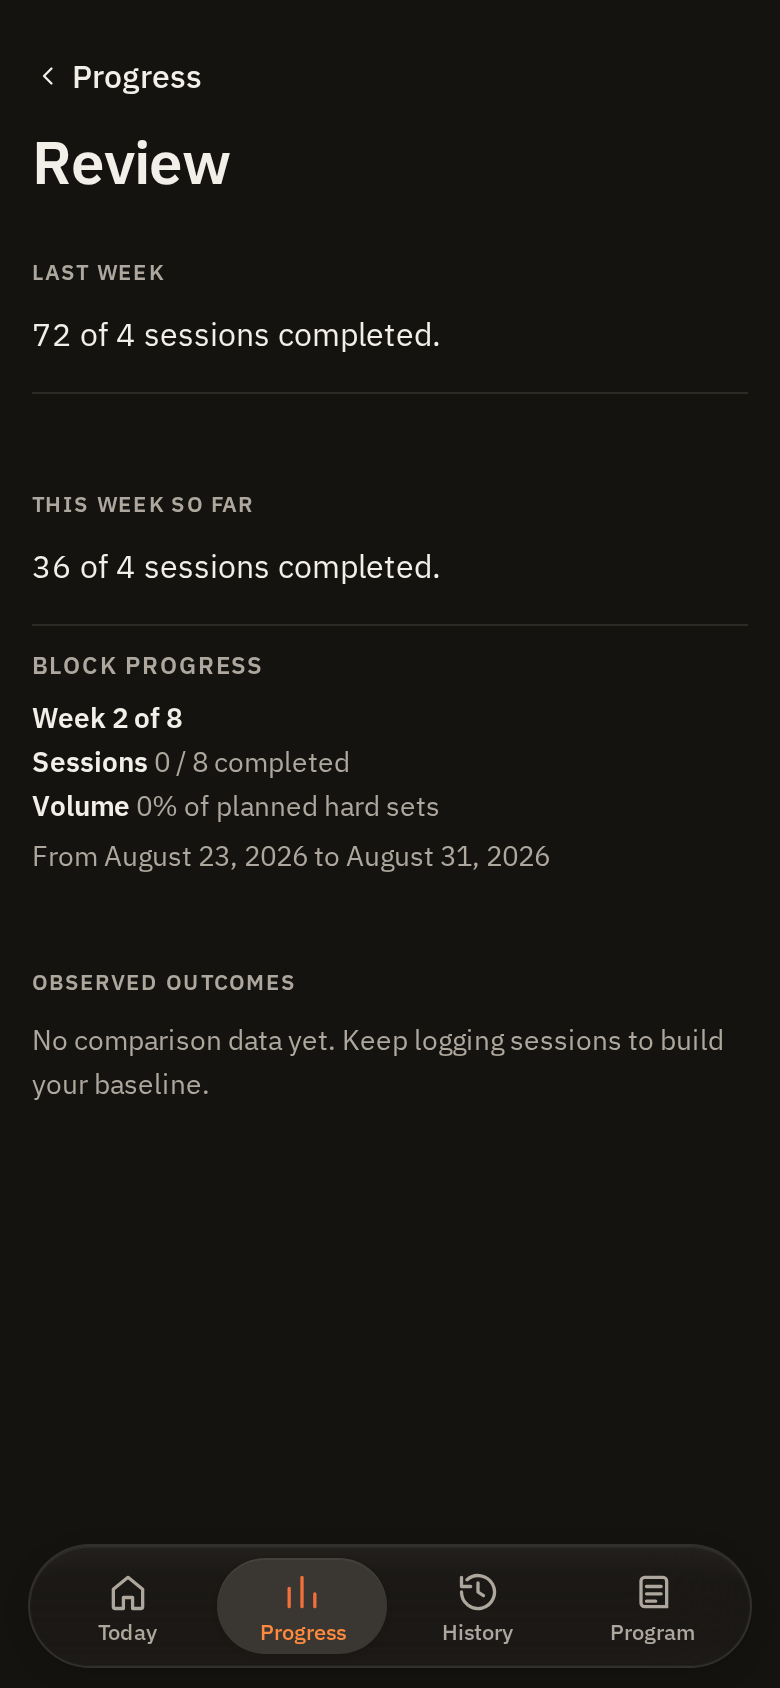 Progress
Review
LAST WEEK
72 of 4 sessions completed.
THIS WEEK SO FAR
36 of 4 sessions completed.
BLOCK PROGRESS
Week 2 of 8
Sessions 0 / 8 completed
Volume 0% of planned hard sets
From August 23, 2026 to August 31, 2026
OBSERVED OUTCOMES
No comparison data yet. Keep logging sessions to build
your baseline.
Today
Progress
History
Program